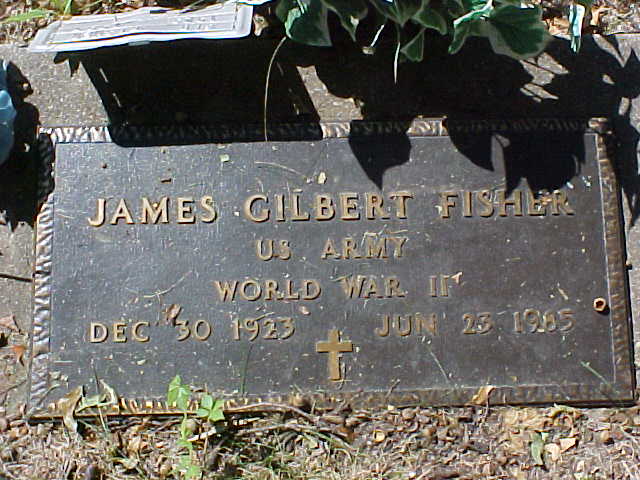 JAMES GILBERT FISHER
US ARMY
WORLD WAR II
DEC 30 1923 JUN 23 1985